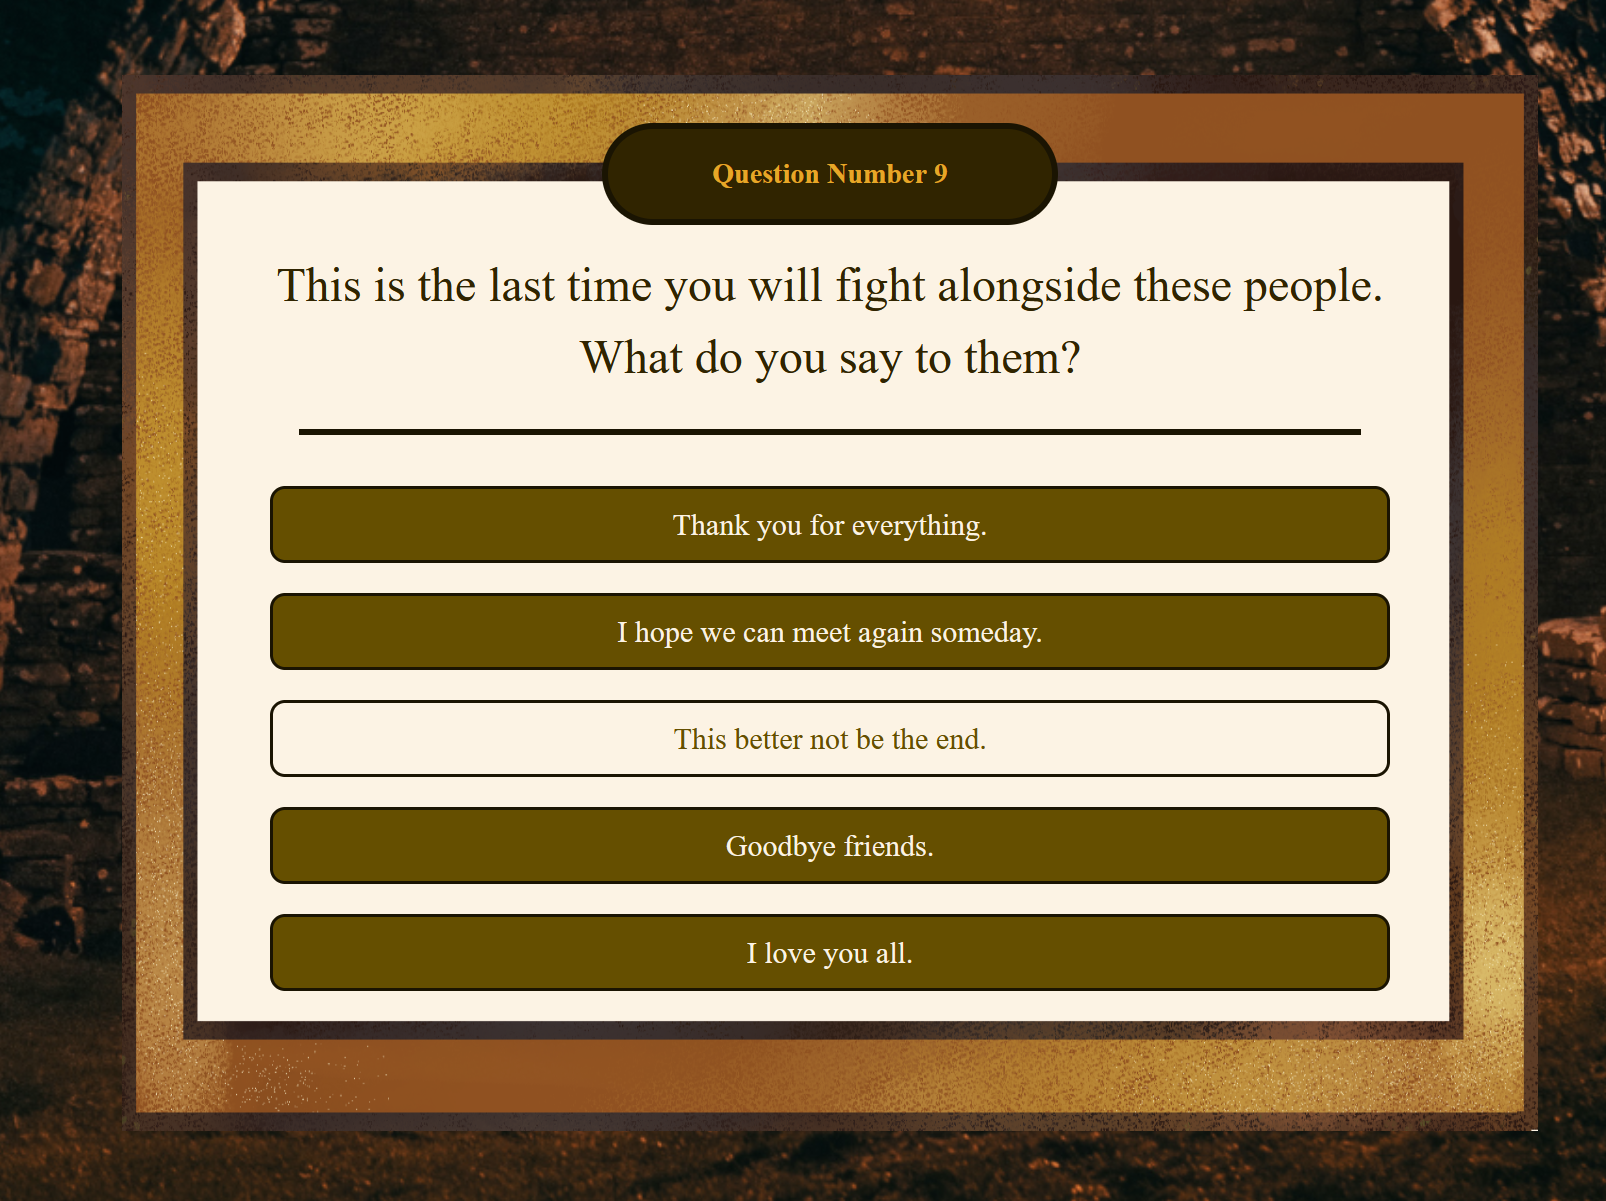 Question Number 9
This is the last time you will fight alongside these people.
What do you say to them?
Thank you for everything.
I hope we can meet again someday.
This better not be the end.
Goodbye friends.
I love you all.